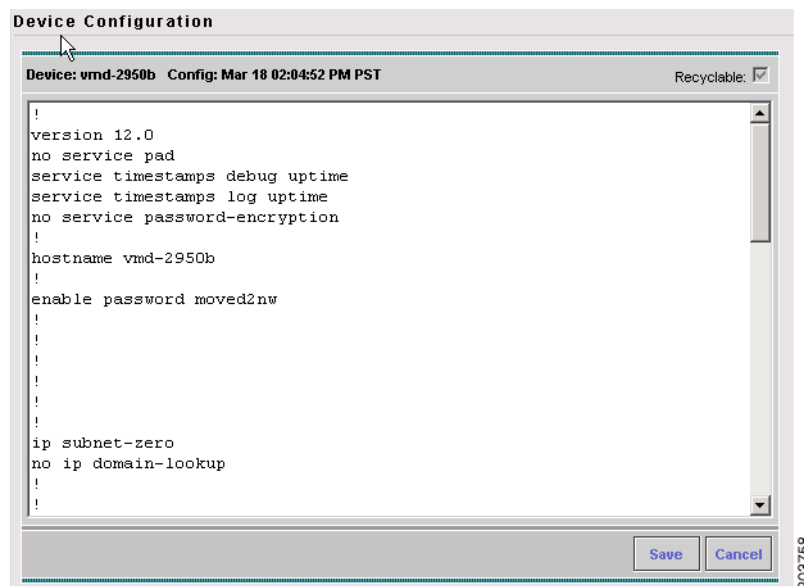 Device Configuration
Device: vmd-2950b Config: Mar 18 02:04:52 PM PST
Recyclable:
!
version 12.0
no service pad
service timestamps debug uptime
service timestamps log uptime
no service password-encryption
!
hostname vmd-2950b
!
enable password moved2nw
!
!
!
!
!
!
ip subnet-zero
no ip domain-lookup
!
!
Save
Cancel